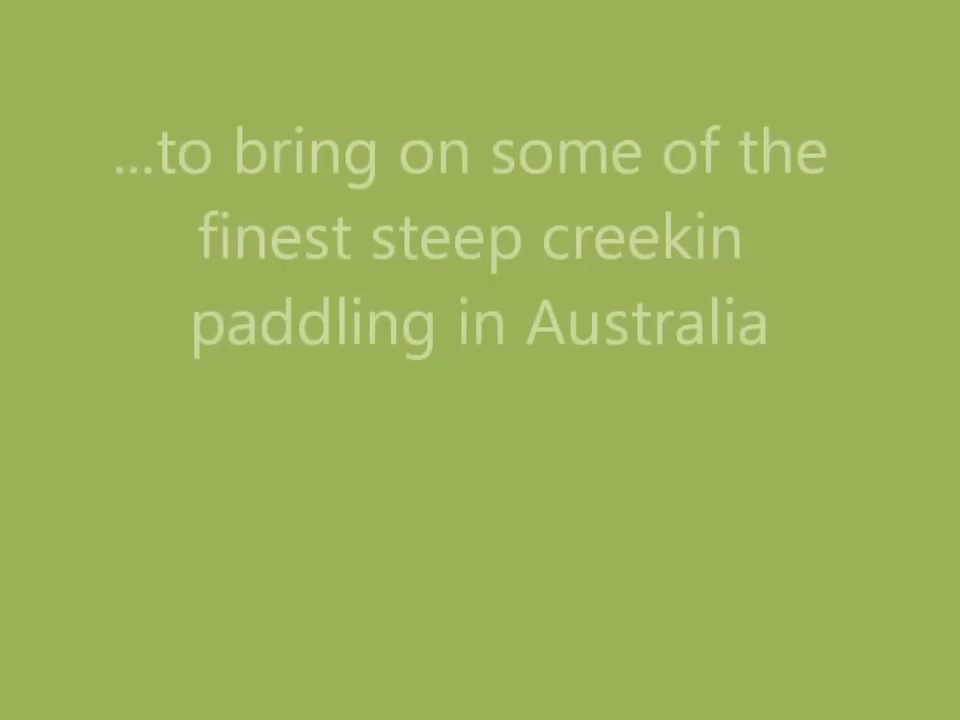 ...to bring on some of the
finest steep creekin
paddling in Australia